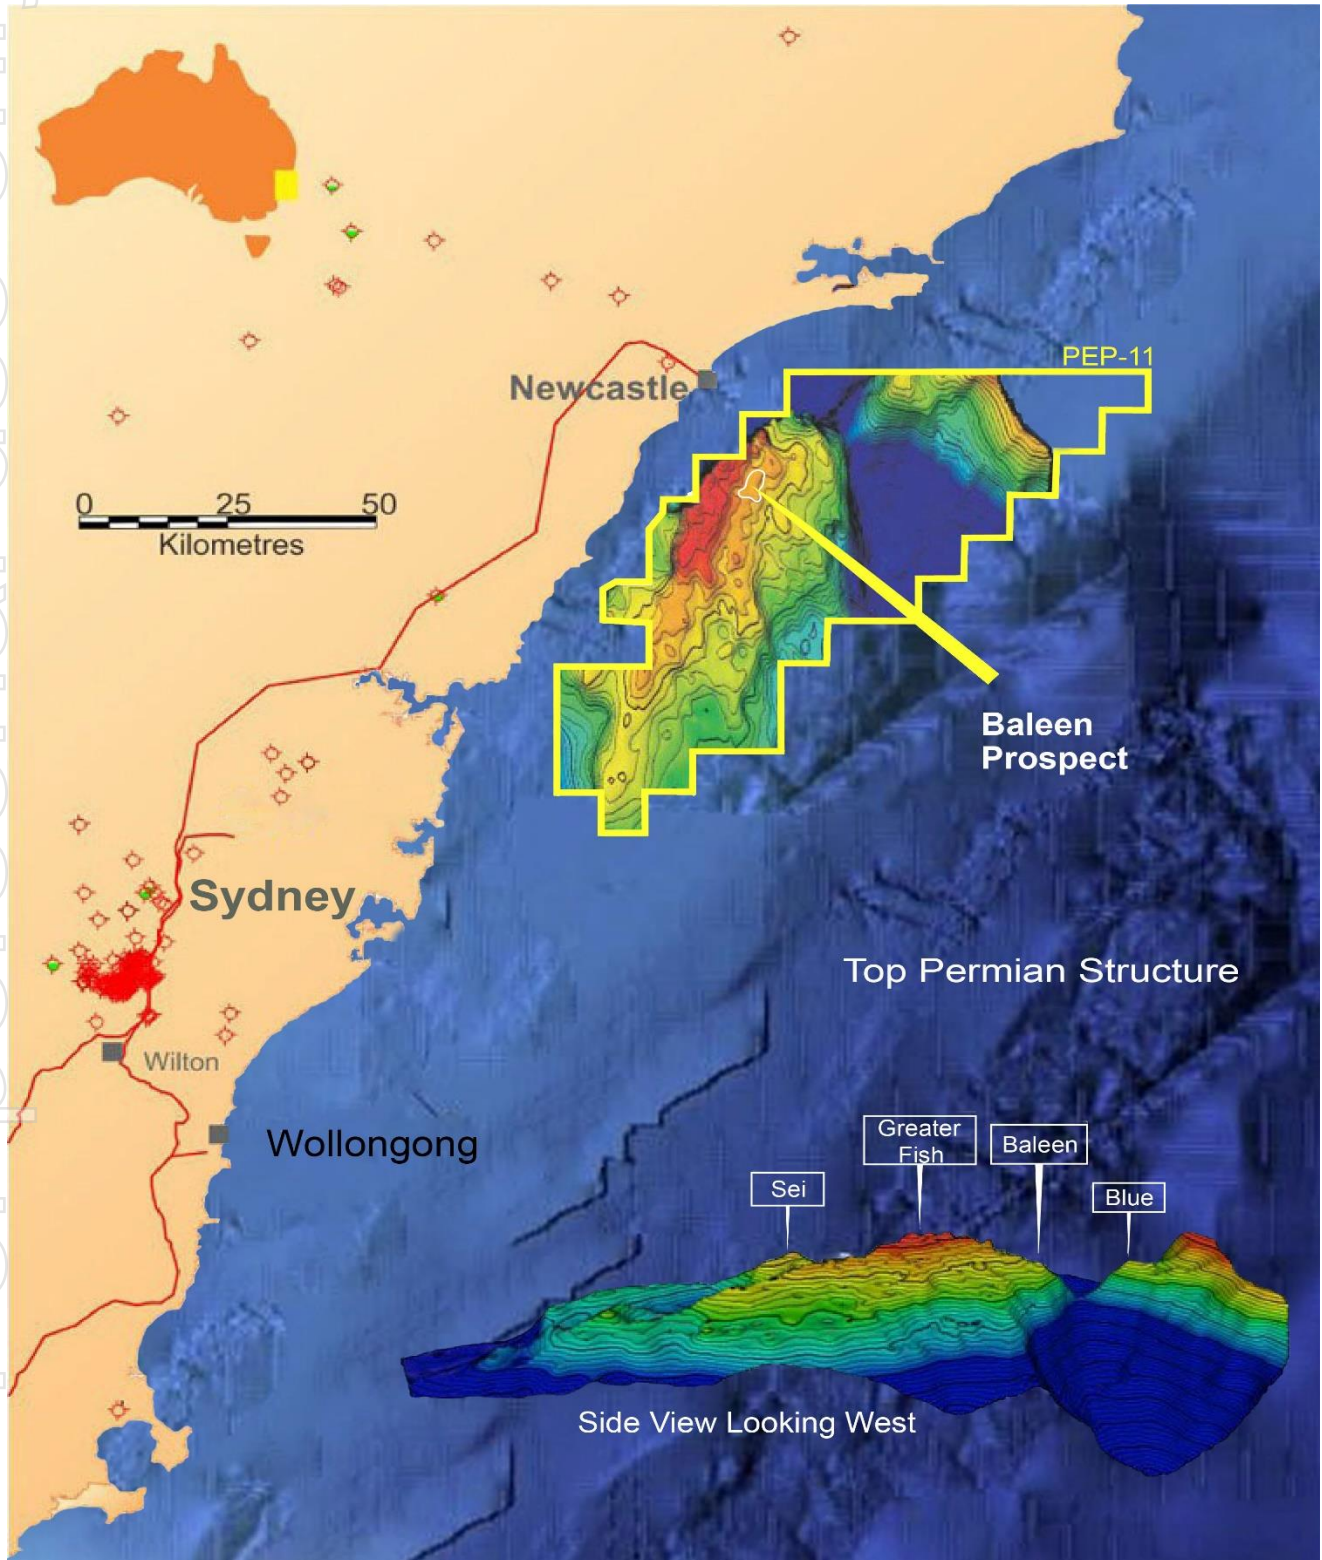 PEP-11
Newcastle
0 25 50
Kilometres
Baleen
Prospect
Sydney
Top Permian Structure
Wilton
Wollongong
Greater
Fish
Baleen
Sei
Blue
Side View Looking West